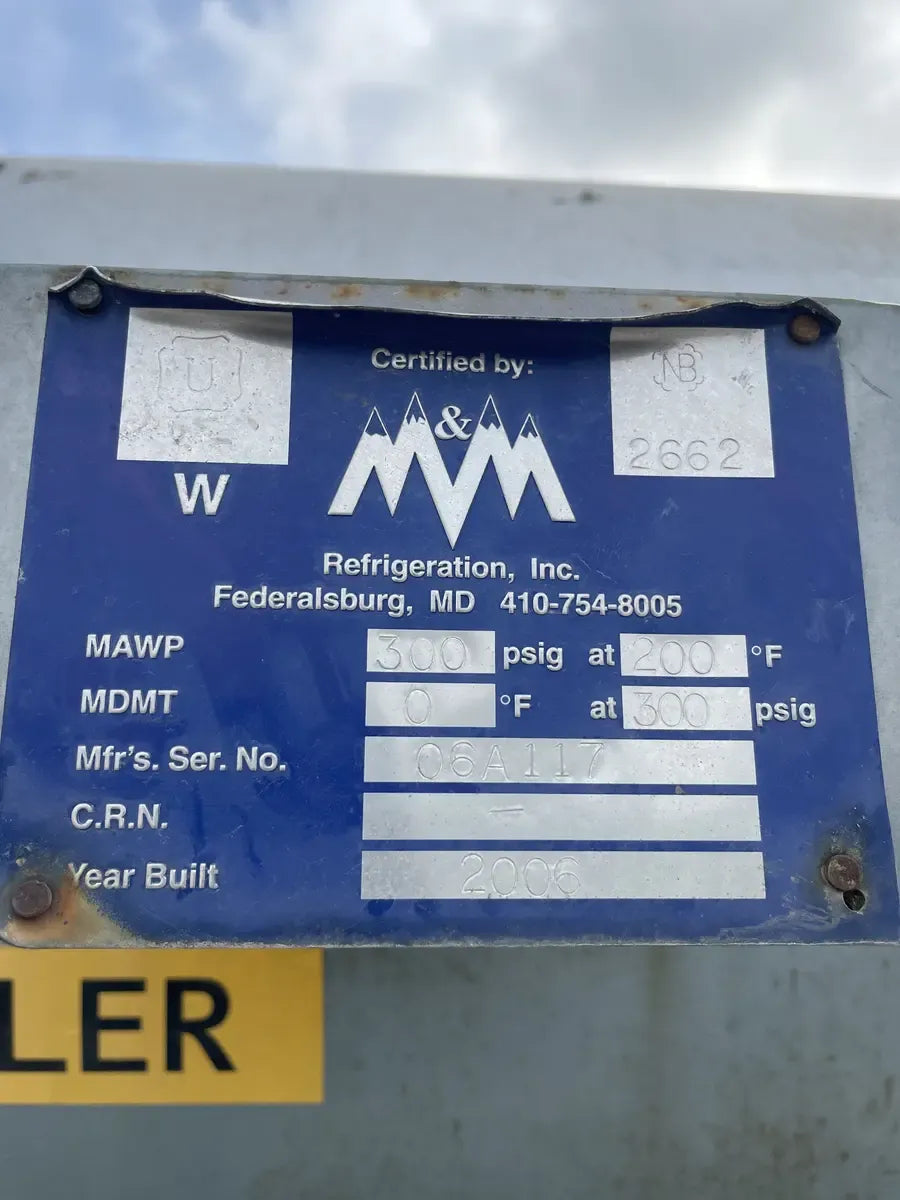 U
Certified by:
NB
2662
W
M&M
Refrigeration, Inc.
Federalsburg, MD 410-754-8005
MAWP 300 psig at 200 °F
MDMT 0 °F at 300 psig
Mfr's. Ser. No. 06A117
C.R.N. –
Year Built 2006
LER